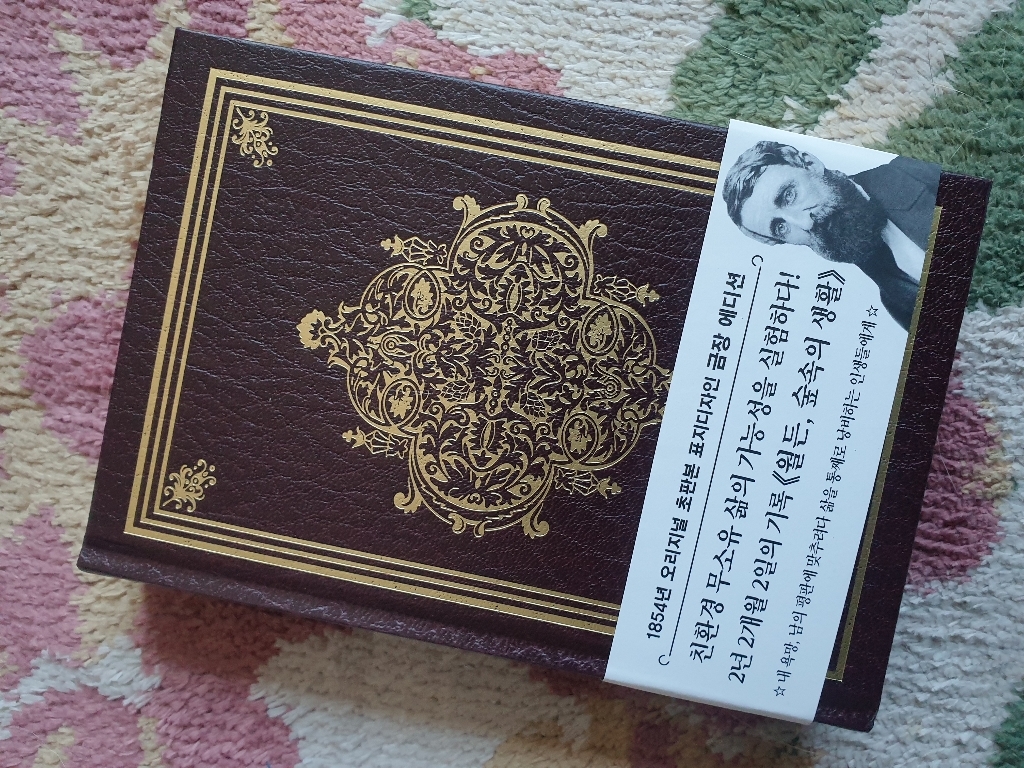 1854년 오리지널 초판본 표지디자인 금장 에디션
친환경 무소유 삶의 가능성을 실험하다!
2년 2개월 2일의 기록 《월든, 숲속의 생활》
☆ 내 욕망, 남의 평판에 맞추려다 삶을 통째로 낭비하는 인생들에게 ☆